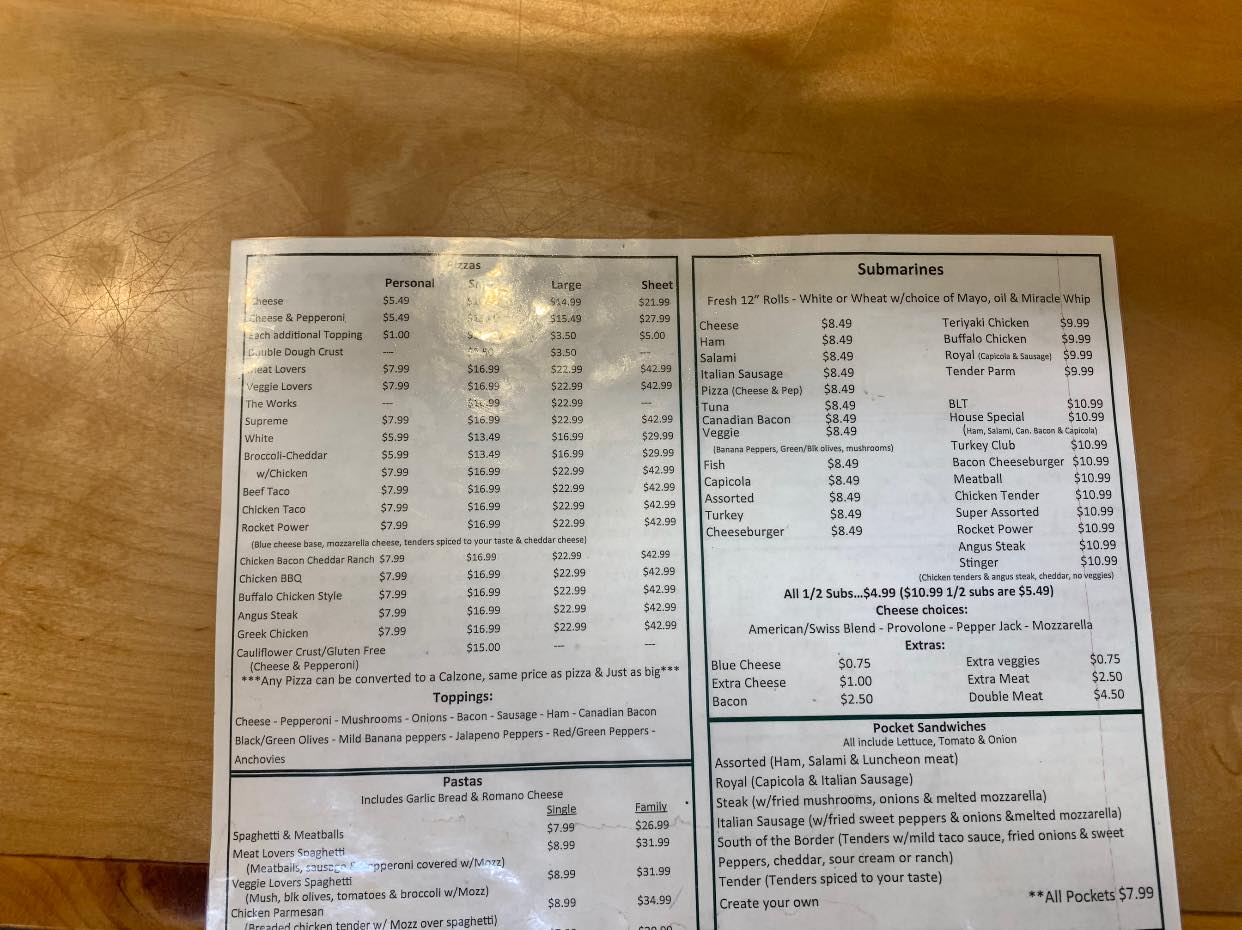 Pizzas
Personal Large Sheet
Cheese $5.49 $14.99 $21.99
Cheese & Pepperoni $5.49 $15.49 $27.99
Each additional Topping $1.00 $3.50 $5.00
Double Dough Crust --- $3.50 ---
Meat Lovers $7.99 $16.99 $22.99 $42.99
Veggie Lovers $7.99 $16.99 $22.99 $42.99
The Works --- $16.99 $22.99 ---
Supreme $7.99 $16.99 $22.99 $42.99
White $5.99 $13.49 $16.99 $29.99
Broccoli-Cheddar $5.99 $13.49 $16.99 $29.99
w/Chicken $7.99 $16.99 $22.99 $42.99
Beef Taco $7.99 $16.99 $22.99 $42.99
Chicken Taco $7.99 $16.99 $22.99 $42.99
Rocket Power $7.99 $16.99 $22.99 $42.99
(Blue cheese base, mozzarella cheese, tenders spiced to your taste & cheddar cheese)
Chicken Bacon Cheddar Ranch $7.99 $16.99 $22.99 $42.99
Chicken BBQ $7.99 $16.99 $22.99 $42.99
Buffalo Chicken Style $7.99 $16.99 $22.99 $42.99
Angus Steak $7.99 $16.99 $22.99 $42.99
Greek Chicken $7.99 $16.99 $22.99 $42.99
Cauliflower Crust/Gluten Free $15.00 --- ---
(Cheese & Pepperoni)
***Any Pizza can be converted to a Calzone, same price as pizza & Just as big***
Toppings:
Cheese - Pepperoni - Mushrooms - Onions - Bacon - Sausage - Ham - Canadian Bacon
Black/Green Olives - Mild Banana peppers - Jalapeno Peppers - Red/Green Peppers -
Anchovies
Pastas
Includes Garlic Bread & Romano Cheese
Single Family
Spaghetti & Meatballs $7.99 $26.99
Meat Lovers Spaghetti $8.99 $31.99
(Meatballs, sausage & pepperoni covered w/Mozz)
Veggie Lovers Spaghetti $8.99 $31.99
(Mush, blk olives, tomatoes & broccoli w/Mozz)
Chicken Parmesan $8.99 $34.99
(Breaded chicken tender w/ Mozz over spaghetti)
Submarines
Fresh 12" Rolls - White or Wheat w/choice of Mayo, oil & Miracle Whip
Cheese $8.49 Teriyaki Chicken $9.99
Ham $8.49 Buffalo Chicken $9.99
Salami $8.49 Royal (Capicola & Sausage) $9.99
Italian Sausage $8.49 Tender Parm $9.99
Pizza (Cheese & Pep) $8.49
Tuna $8.49 BLT $10.99
Canadian Bacon $8.49 House Special $10.99
Veggie $8.49 (Ham, Salami, Can. Bacon & Capicola)
(Banana Peppers, Green/Blk olives, mushrooms) Turkey Club $10.99
Fish $8.49 Bacon Cheeseburger $10.99
Capicola $8.49 Meatball $10.99
Assorted $8.49 Chicken Tender $10.99
Turkey $8.49 Super Assorted $10.99
Cheeseburger $8.49 Rocket Power $10.99
Angus Steak $10.99
Stinger $10.99
(Chicken tenders & angus steak, cheddar, no veggies)
All 1/2 Subs...$4.99 ($10.99 1/2 subs are $5.49)
Cheese choices:
American/Swiss Blend - Provolone - Pepper Jack - Mozzarella
Extras:
Blue Cheese $0.75 Extra veggies $0.75
Extra Cheese $1.00 Extra Meat $2.50
Bacon $2.50 Double Meat $4.50
Pocket Sandwiches
All include Lettuce, Tomato & Onion
Assorted (Ham, Salami & Luncheon meat)
Royal (Capicola & Italian Sausage)
Steak (w/fried mushrooms, onions & melted mozzarella)
Italian Sausage (w/fried sweet peppers & onions &melted mozzarella)
South of the Border (Tenders w/mild taco sauce, fried onions & sweet
Peppers, cheddar, sour cream or ranch)
Tender (Tenders spiced to your taste)
Create your own **All Pockets $7.99